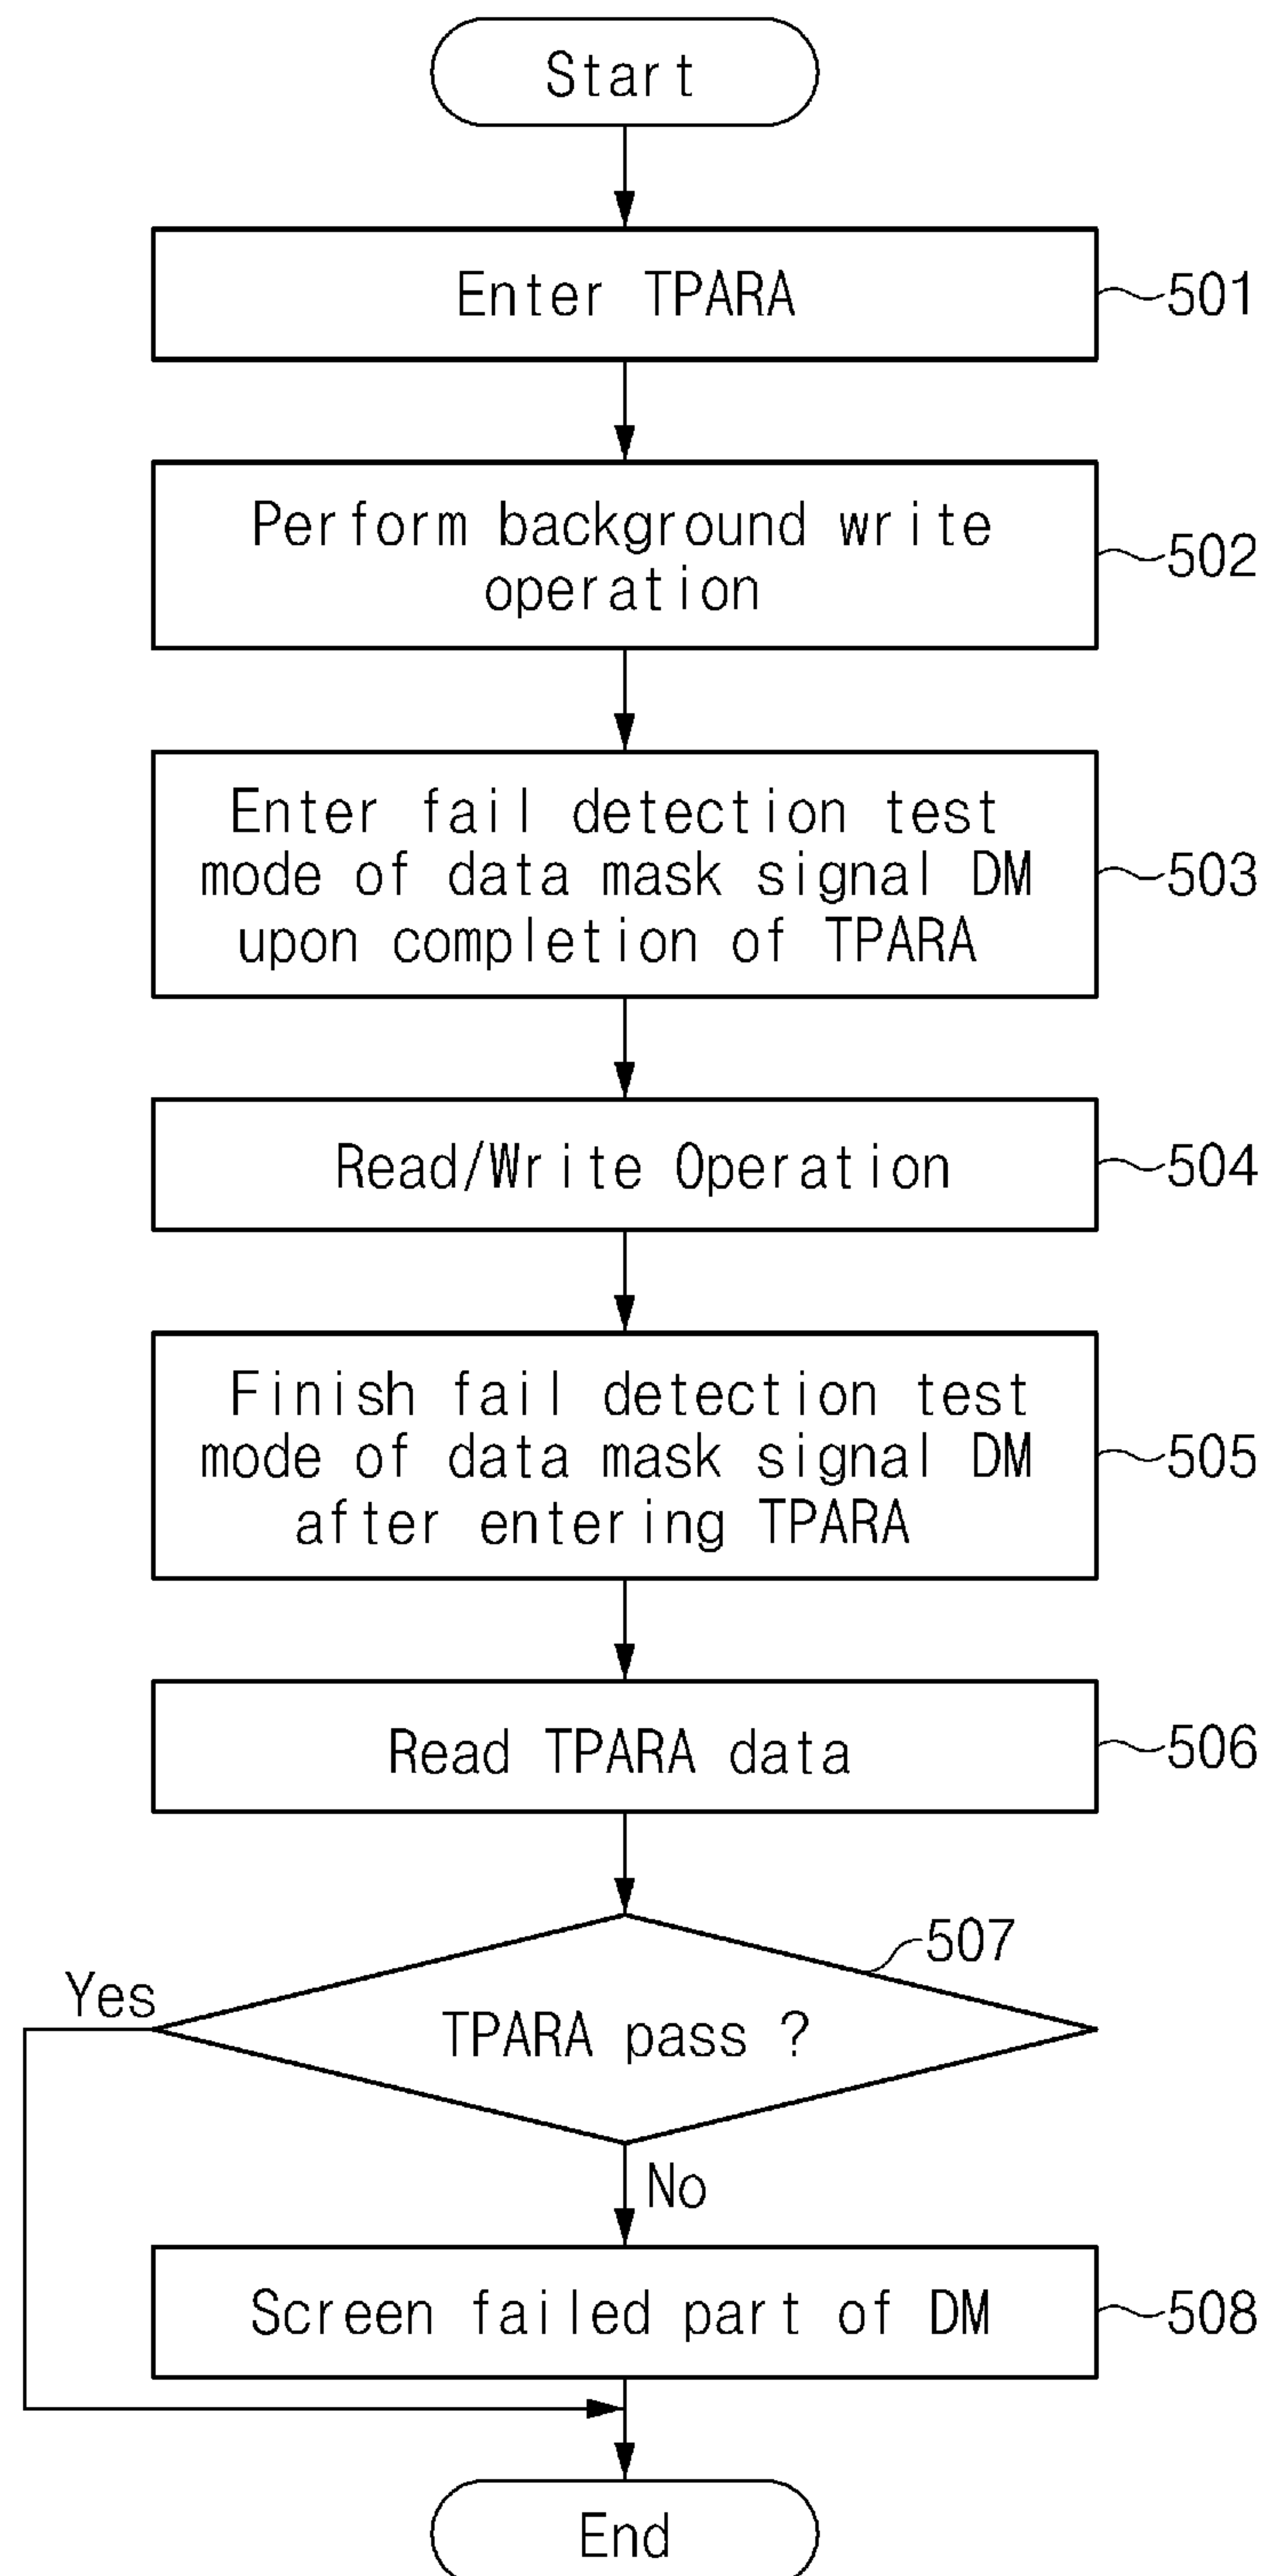 Start
Enter TPARA
501
Perform background write
operation
502
Enter fail detection test
mode of data mask signal DM
upon completion of TPARA
503
Read/Write Operation
504
Finish fail detection test
mode of data mask signal DM
after entering TPARA
505
Read TPARA data
506
507
Yes
TPARA pass ?
No
Screen failed part of DM
508
End